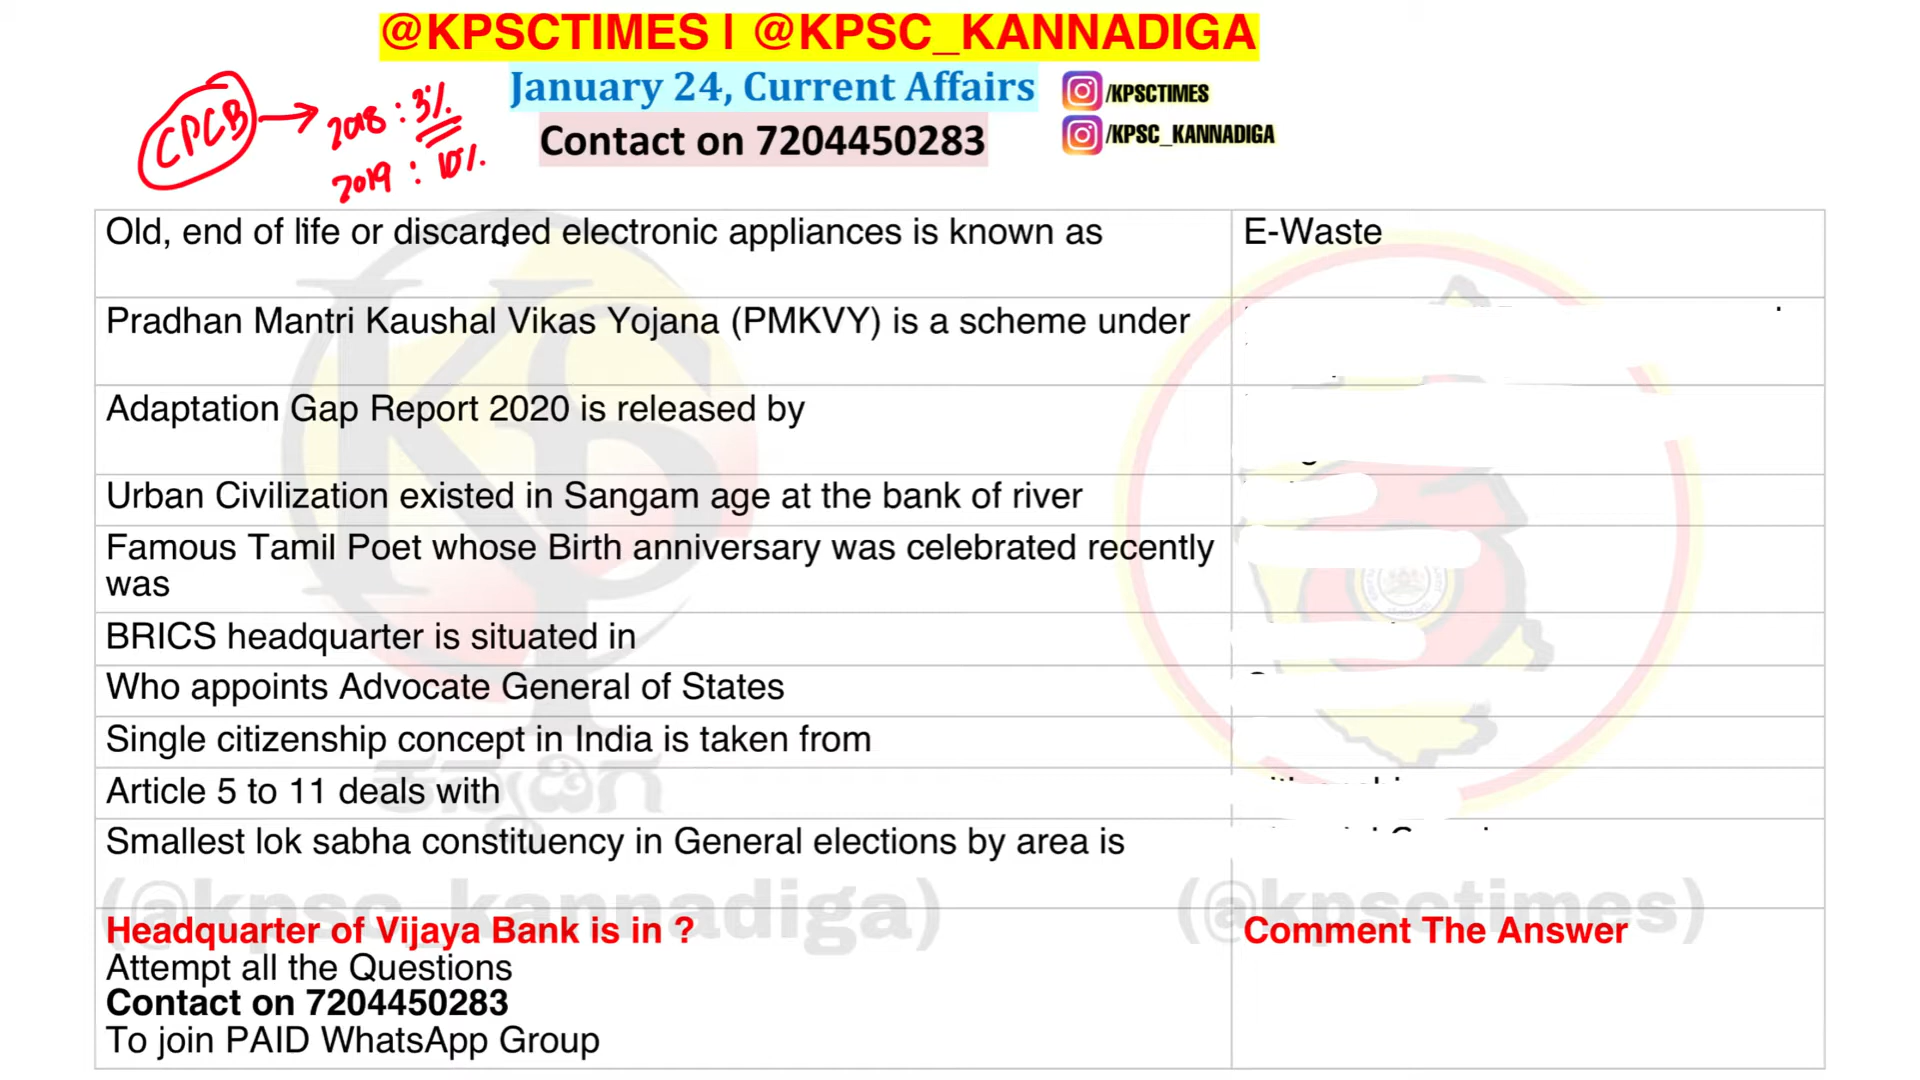 @KPSCTIMES | @KPSC_KANNADIGA
January 24, Current Affairs
/KPSCTIMES
Contact on 7204450283
/KPSC_KANNADIGA
CPCB → 2018 : 3%
2019 : 10%
Old, end of life or discarded electronic appliances is known as E-Waste
Pradhan Mantri Kaushal Vikas Yojana (PMKVY) is a scheme under
Adaptation Gap Report 2020 is released by
Urban Civilization existed in Sangam age at the bank of river
Famous Tamil Poet whose Birth anniversary was celebrated recently
was
BRICS headquarter is situated in
Who appoints Advocate General of States
Single citizenship concept in India is taken from
Article 5 to 11 deals with
Smallest lok sabha constituency in General elections by area is
Headquarter of Vijaya Bank is in ? Comment The Answer
Attempt all the Questions
Contact on 7204450283
To join PAID WhatsApp Group
ಕನ್ನಡಿಗ
(@kpsc_kannadiga) (@kpsctimes)